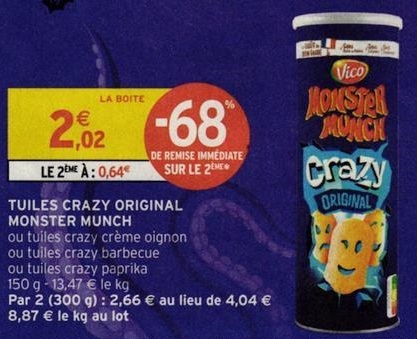 LA BOITE
2€,02
-68%
DE REMISE IMMÉDIATE
SUR LE 2ÈME*
LE 2ÈME À : 0,64€
TUILES CRAZY ORIGINAL
MONSTER MUNCH
ou tuiles crazy crème oignon
ou tuiles crazy barbecue
ou tuiles crazy paprika
150 g - 13,47 € le kg
Par 2 (300 g) : 2,66 € au lieu de 4,04 €
8,87 € le kg au lot
Vico
MONSTER
MUNCH
Crazy
ORIGINAL